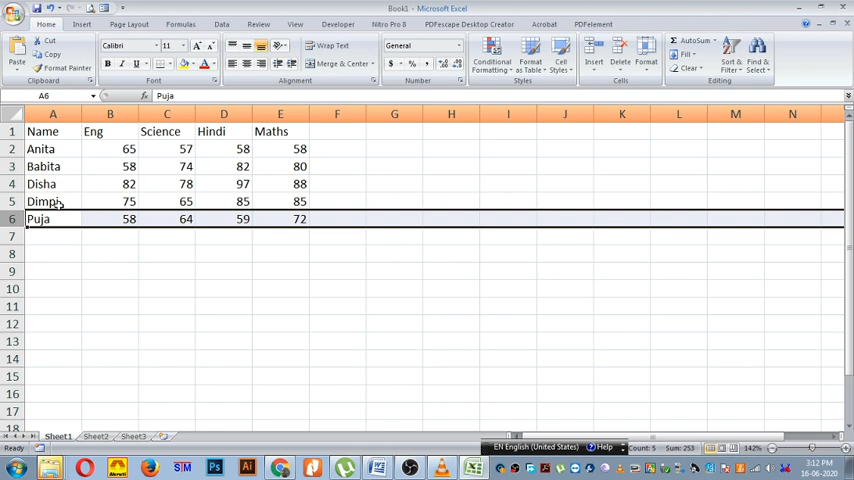 Book1 - Microsoft Excel
Home Insert Page Layout Formulas Data Review View Developer Nitro Pro 8 PDFescape Desktop Creator Acrobat PDFelement
Paste Cut Copy Format Painter Clipboard
Calibri 11 B I U A A Font
Wrap Text Merge & Center Alignment
General $ % , Number
Conditional Formatting Format as Table Cell Styles Styles
Insert Delete Format Cells
Σ AutoSum Fill Clear Sort & Filter Find & Select Editing
A6 fx Puja
A B C D E F G H I J K L M N
1 Name Eng Science Hindi Maths
2 Anita 65 57 58 58
3 Babita 58 74 82 80
4 Disha 82 78 97 88
5 Dimpi 75 65 85 85
6 Puja 58 64 59 72
7
8
9
10
11
12
13
14
15
16
17
18
Sheet1 Sheet2 Sheet3
Ready EN English (United States) Help Count: 5 Sum: 253 142%
SM Ps Ai 3:12 PM
16-06-2020